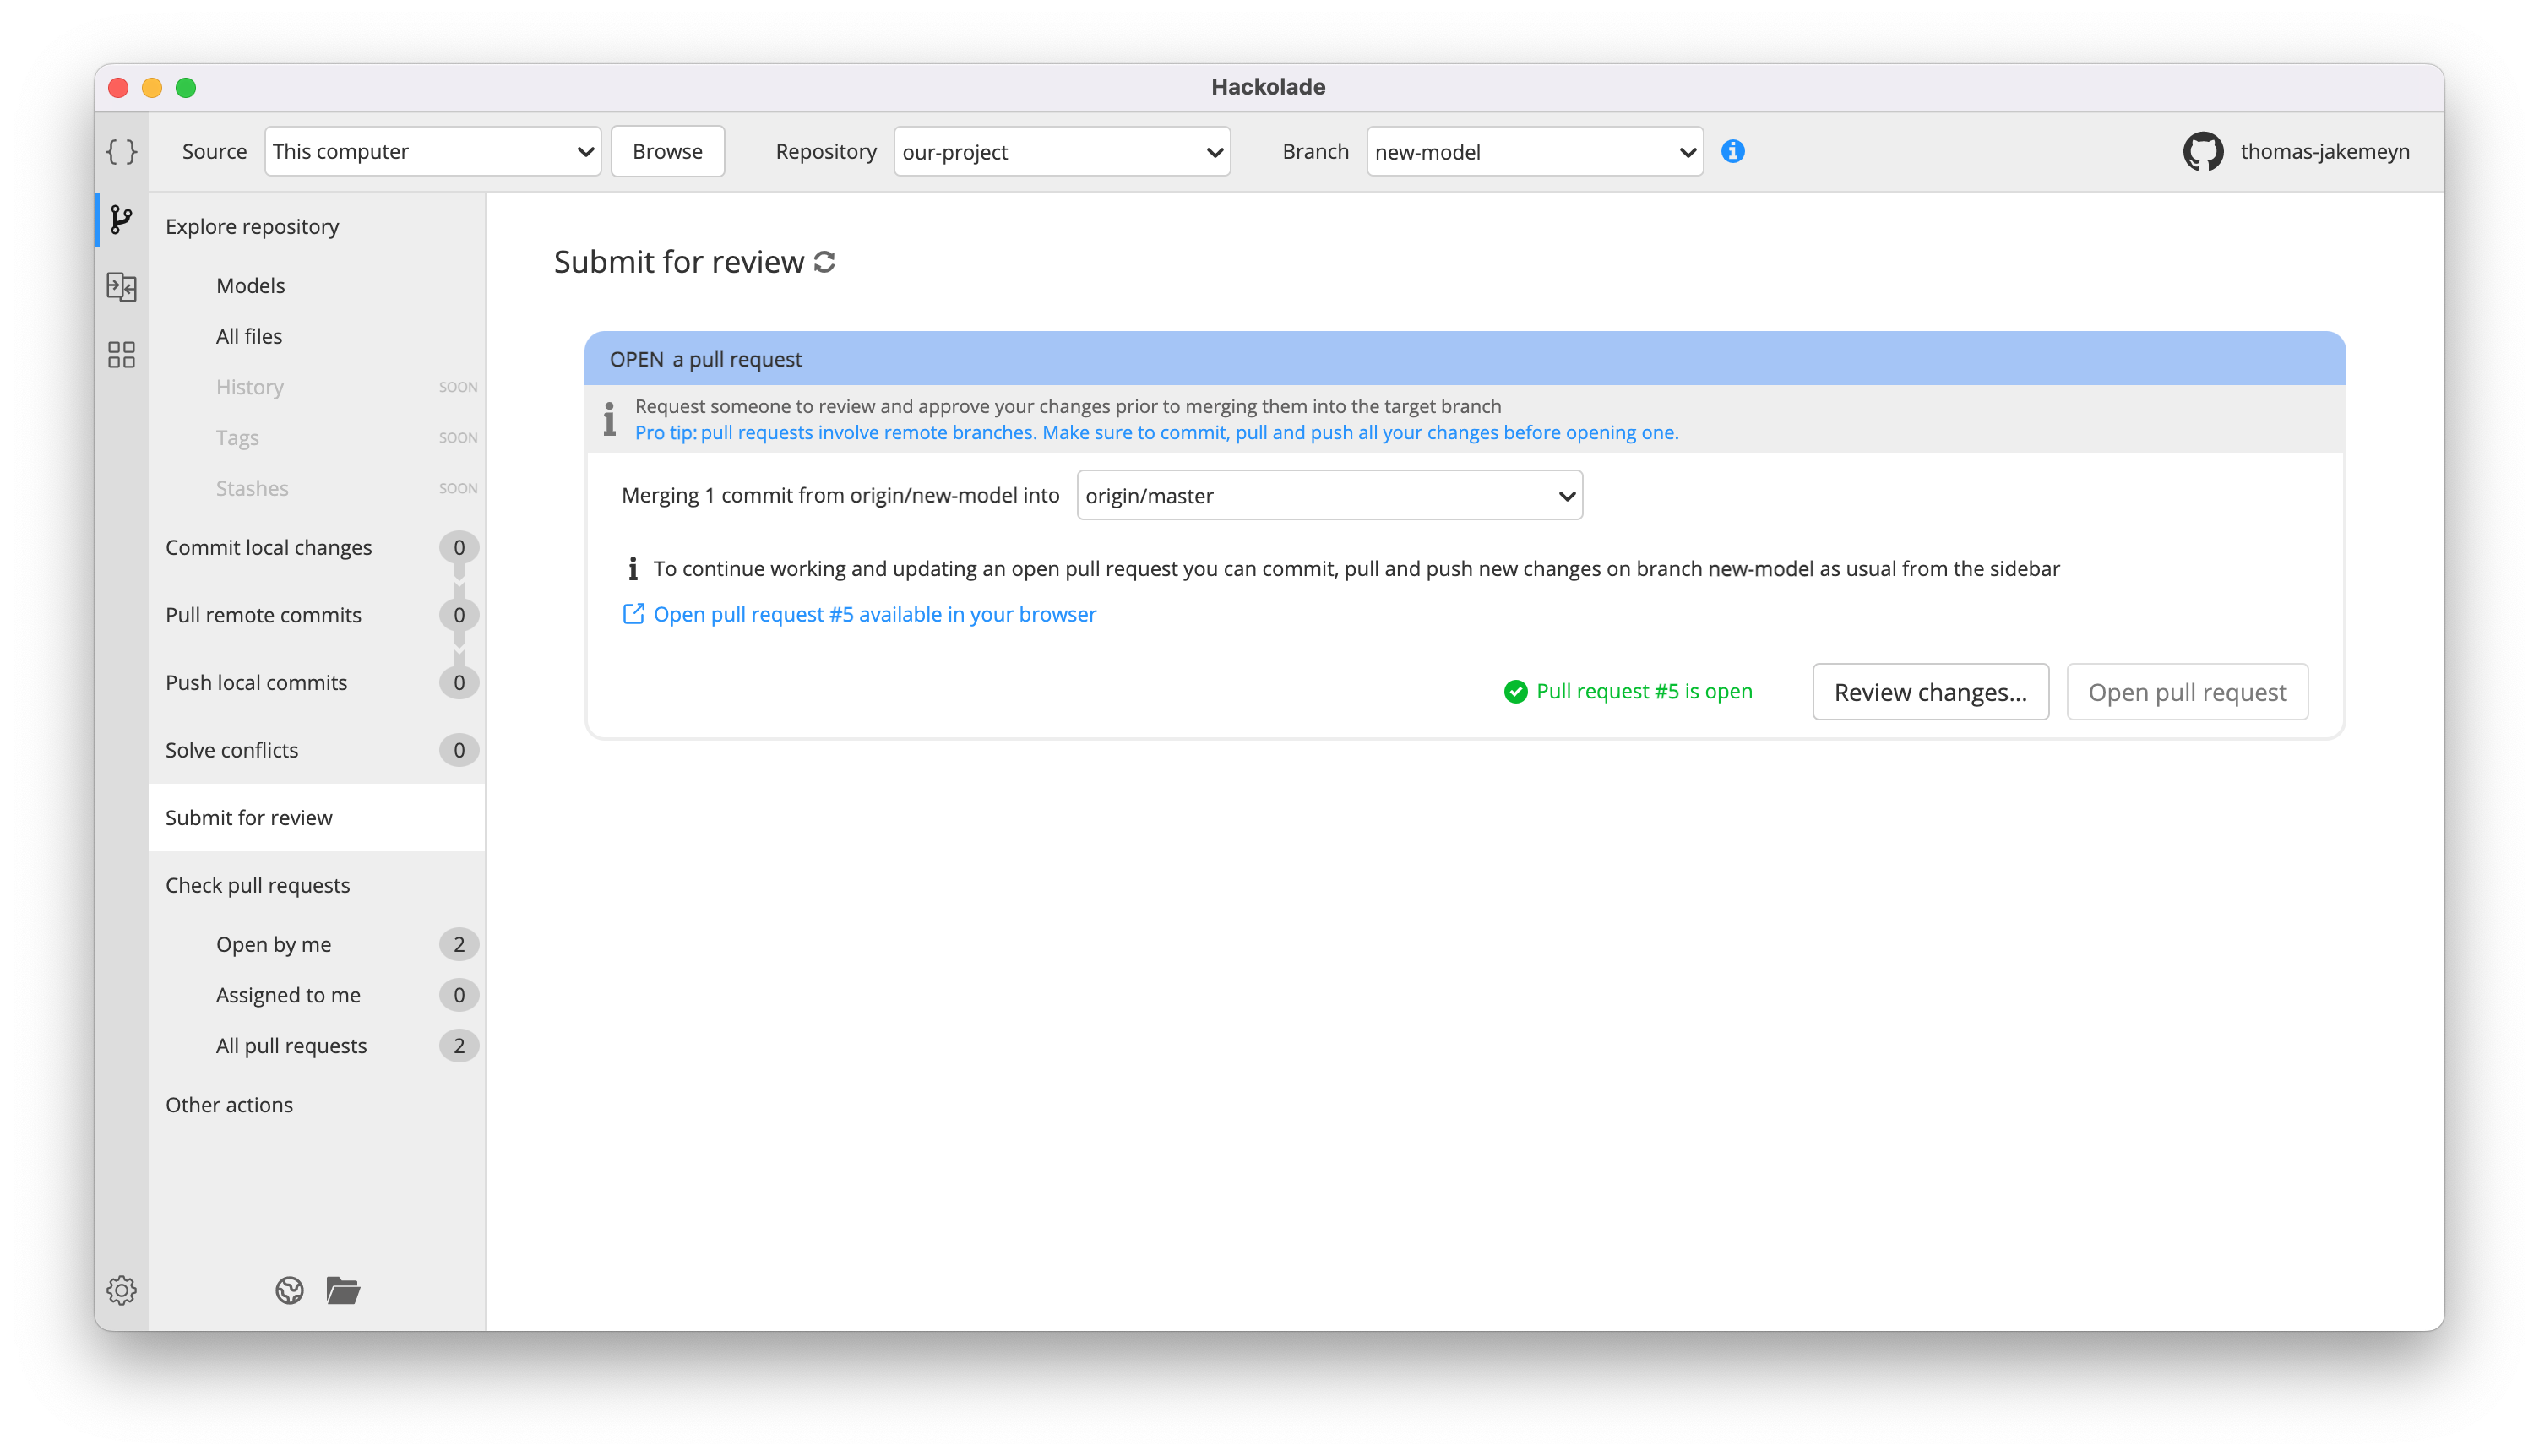 Hackolade
Source This computer Browse Repository our-project Branch new-model thomas-jakemeyn
Explore repository
Models
All files
History SOON
Tags SOON
Stashes SOON
Commit local changes 0
Pull remote commits 0
Push local commits 0
Solve conflicts 0
Submit for review
Check pull requests
Open by me 2
Assigned to me 0
All pull requests 2
Other actions
Submit for review
OPEN a pull request
Request someone to review and approve your changes prior to merging them into the target branch
Pro tip: pull requests involve remote branches. Make sure to commit, pull and push all your changes before opening one.
Merging 1 commit from origin/new-model into origin/master
To continue working and updating an open pull request you can commit, pull and push new changes on branch new-model as usual from the sidebar
Open pull request #5 available in your browser
Pull request #5 is open Review changes... Open pull request